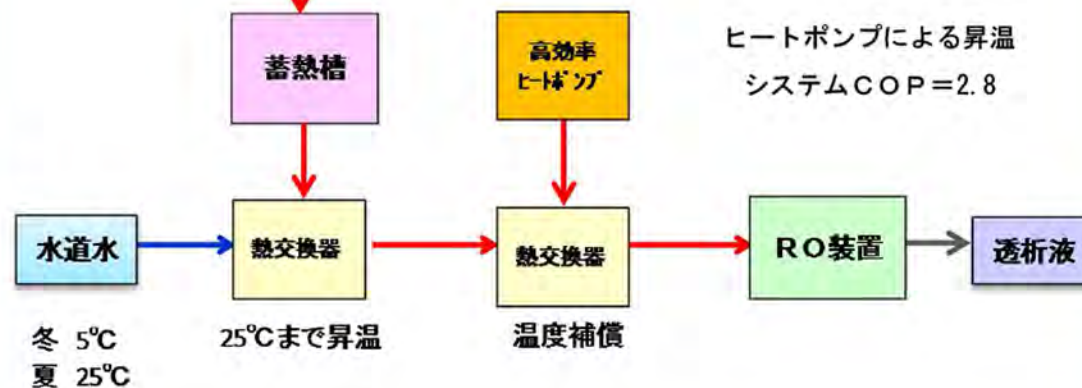 蓄熱槽
高効率
ﾋｰﾄﾎﾟﾝﾌﾟ
ヒートポンプによる昇温
システムＣＯＰ＝2.8
水道水
熱交換器
熱交換器
ＲＯ装置
透析液
冬 5℃
夏 25℃
25℃まで昇温
温度補償